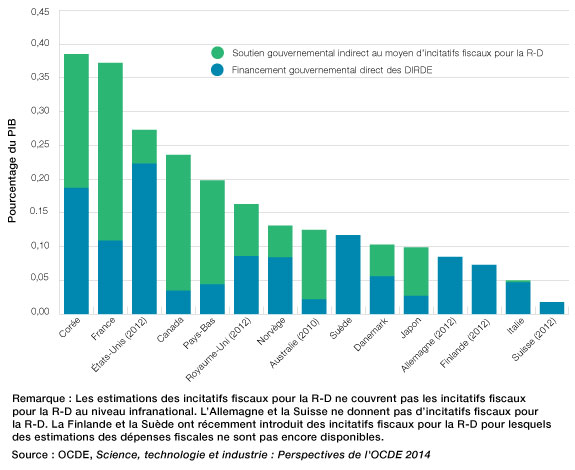 0,45
0,40
0,35
0,30
0,25
0,20
0,15
0,10
0,05
0,00
Pourcentage du PIB
Soutien gouvernemental indirect au moyen d'incitatifs fiscaux pour la R-D
Financement gouvernemental direct des DIRDE
Corée
France
États-Unis (2012)
Canada
Pays-Bas
Royaume-Uni (2012)
Norvège
Australie (2010)
Suède
Danemark
Japon
Allemagne (2012)
Finlande (2012)
Italie
Suisse (2012)
Remarque : Les estimations des incitatifs fiscaux pour la R-D ne couvrent pas les incitatifs fiscaux
pour la R-D au niveau infranational. L'Allemagne et la Suisse ne donnent pas d'incitatifs fiscaux pour
la R-D. La Finlande et la Suède ont récemment introduit des incitatifs fiscaux pour la R-D pour lesquels
des estimations des dépenses fiscales ne sont pas encore disponibles.
Source : OCDE, Science, technologie et industrie : Perspectives de l'OCDE 2014